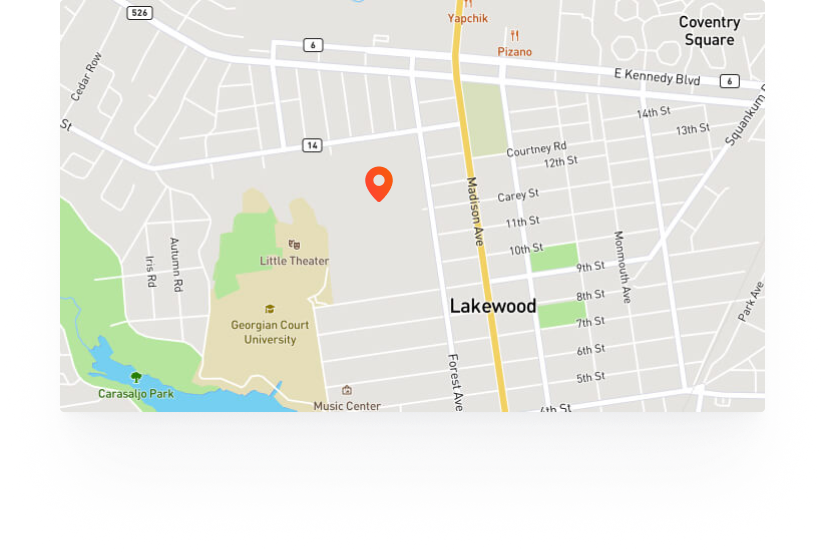 526
Yapchik
Coventry
Square
6
Pizano
Cedar Row
E Kennedy Blvd
6
14th St
Squankum
St
13th St
14
Courtney Rd
12th St
Madison Ave
Carey St
11th St
Autumn Rd
Iris Rd
Little Theater
10th St
Monmouth Ave
9th St
Park Ave
8th St
Lakewood
Georgian Court
University
7th St
6th St
Forest Ave
5th St
Carasaljo Park
Music Center